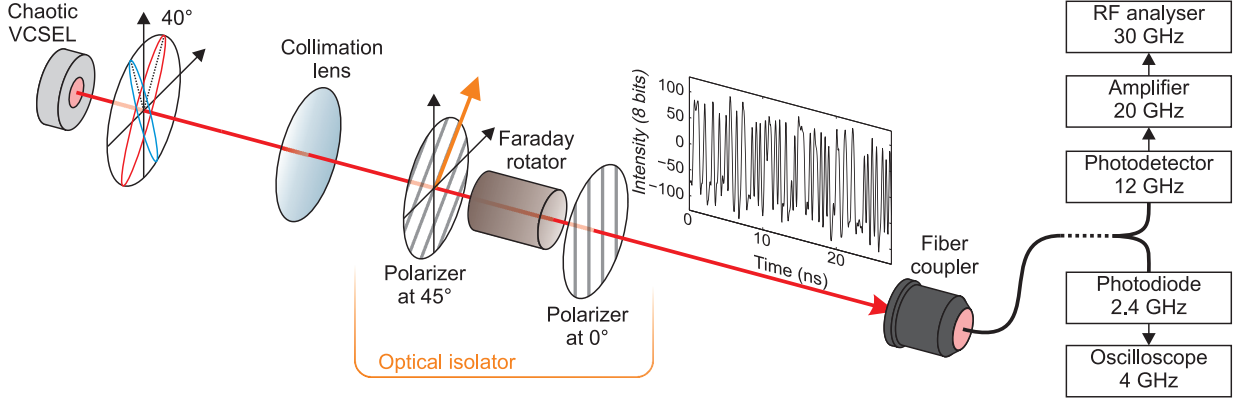 Chaotic
VCSEL
40°
Collimation
lens
Polarizer
at 45°
Faraday
rotator
Polarizer
at 0°
Optical isolator
Intensity (8 bits)
100
50
0
−50
−100
0
10
20
Time (ns)
Fiber
coupler
RF analyser
30 GHz
Amplifier
20 GHz
Photodetector
12 GHz
Photodiode
2.4 GHz
Oscilloscope
4 GHz